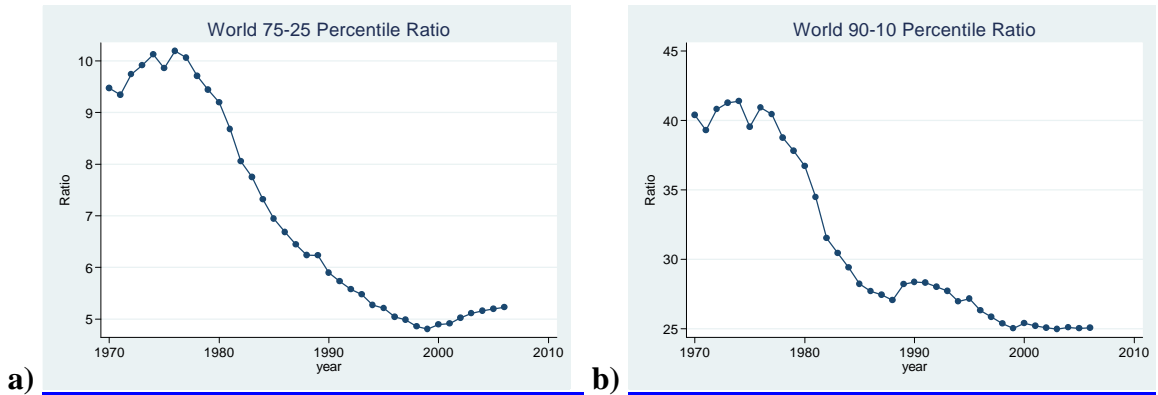 World 75-25 Percentile Ratio
10
9
8
7
6
5
Ratio
1970 1980 1990 2000 2010
year
a)
World 90-10 Percentile Ratio
45
40
35
30
25
Ratio
1970 1980 1990 2000 2010
year
b)